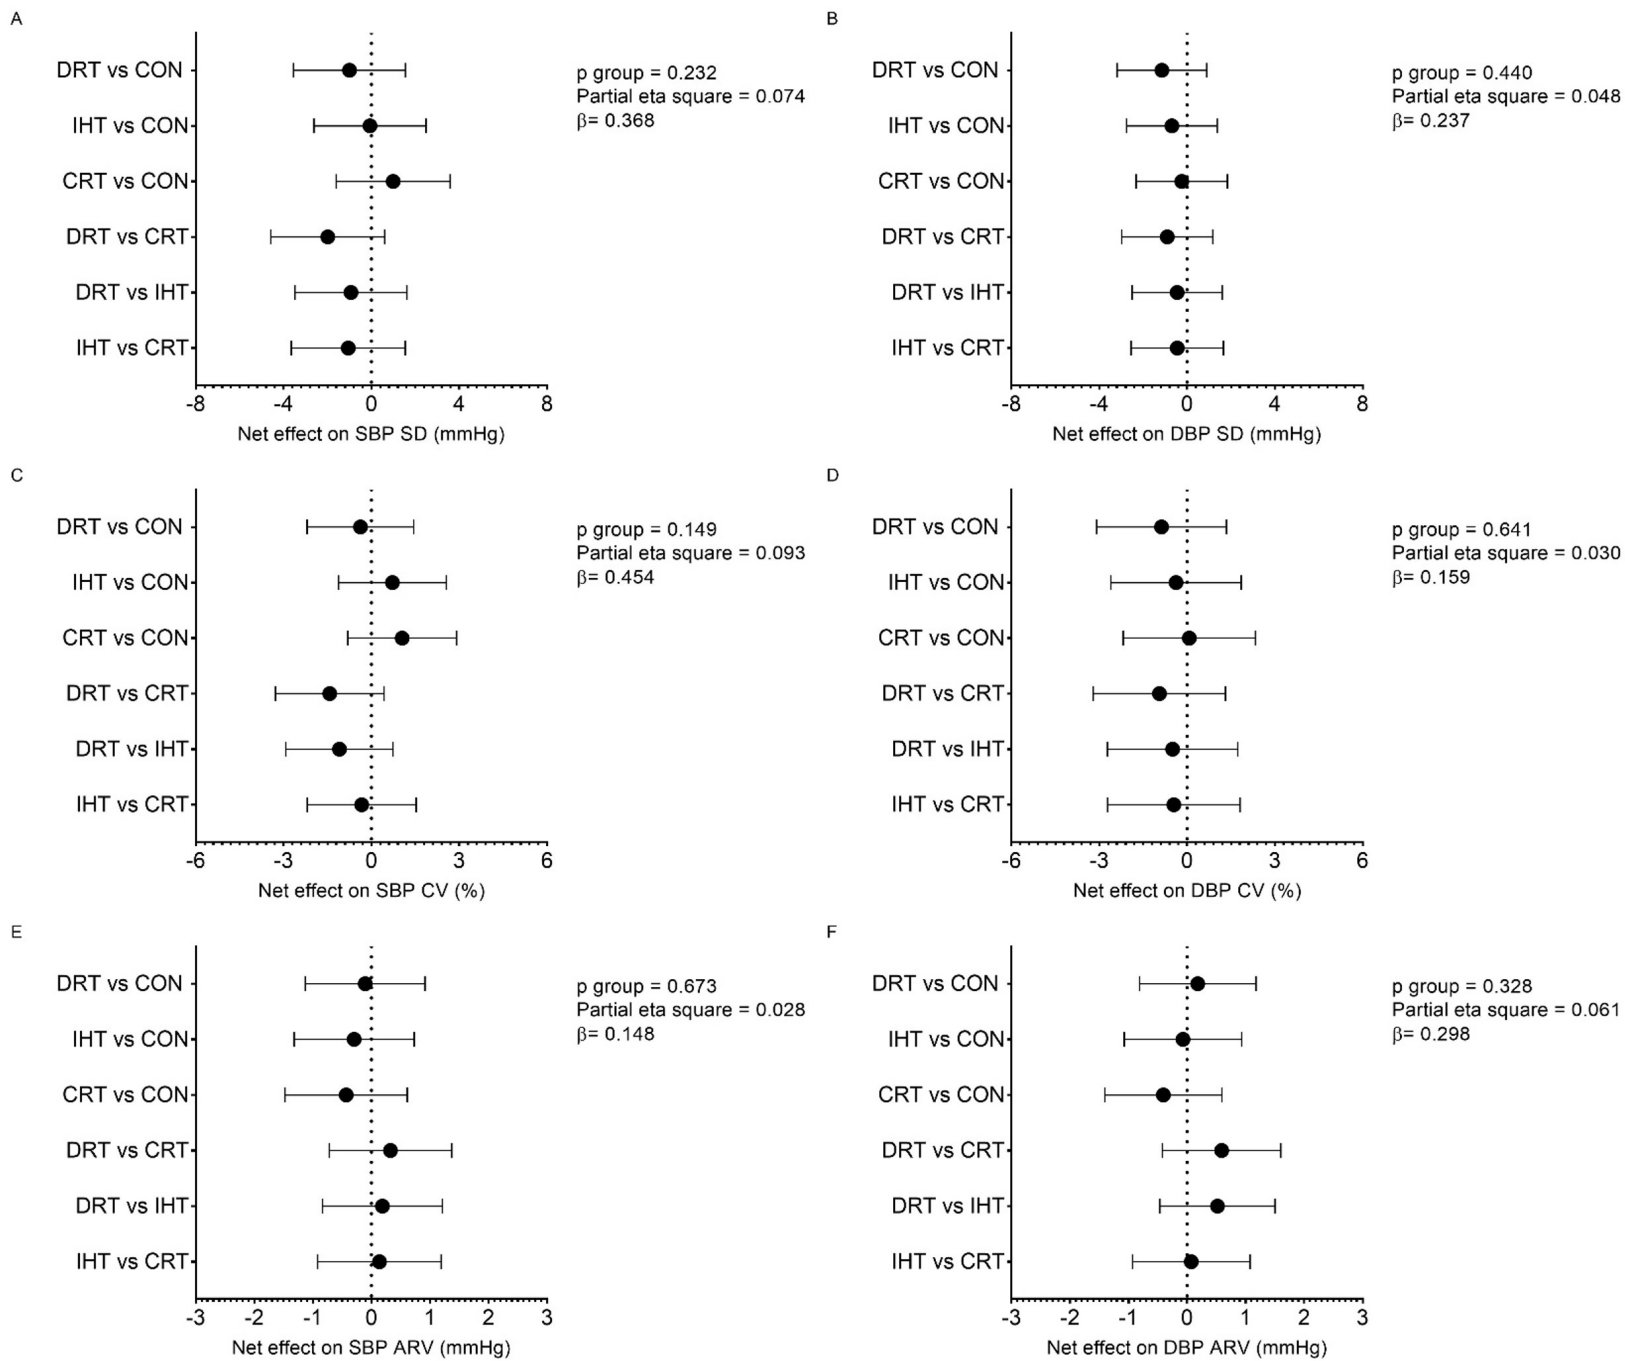 A
DRT vs CON
IHT vs CON
CRT vs CON
DRT vs CRT
DRT vs IHT
IHT vs CRT
-8 -4 0 4 8
Net effect on SBP SD (mmHg)
p group = 0.232
Partial eta square = 0.074
β= 0.368
B
DRT vs CON
IHT vs CON
CRT vs CON
DRT vs CRT
DRT vs IHT
IHT vs CRT
-8 -4 0 4 8
Net effect on DBP SD (mmHg)
p group = 0.440
Partial eta square = 0.048
β= 0.237
C
DRT vs CON
IHT vs CON
CRT vs CON
DRT vs CRT
DRT vs IHT
IHT vs CRT
-6 -3 0 3 6
Net effect on SBP CV (%)
p group = 0.149
Partial eta square = 0.093
β= 0.454
D
DRT vs CON
IHT vs CON
CRT vs CON
DRT vs CRT
DRT vs IHT
IHT vs CRT
-6 -3 0 3 6
Net effect on DBP CV (%)
p group = 0.641
Partial eta square = 0.030
β= 0.159
E
DRT vs CON
IHT vs CON
CRT vs CON
DRT vs CRT
DRT vs IHT
IHT vs CRT
-3 -2 -1 0 1 2 3
Net effect on SBP ARV (mmHg)
p group = 0.673
Partial eta square = 0.028
β= 0.148
F
DRT vs CON
IHT vs CON
CRT vs CON
DRT vs CRT
DRT vs IHT
IHT vs CRT
-3 -2 -1 0 1 2 3
Net effect on DBP ARV (mmHg)
p group = 0.328
Partial eta square = 0.061
β= 0.298